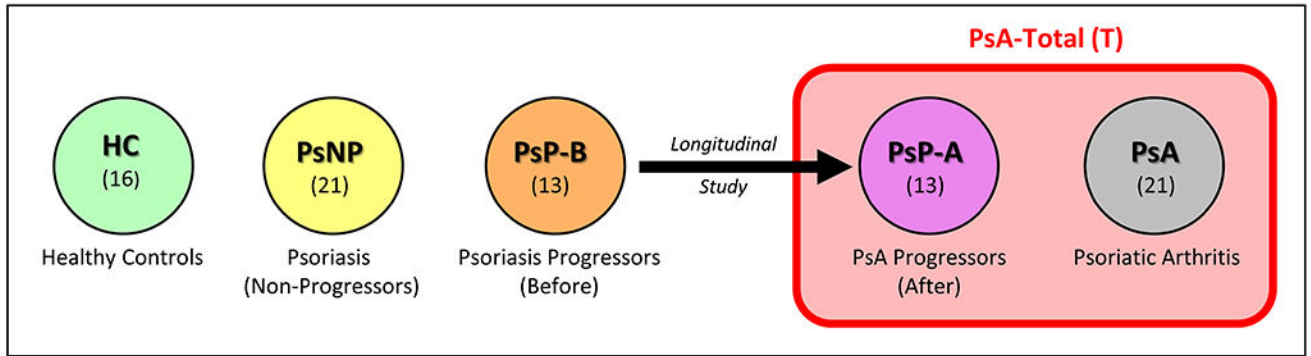 PsA-Total (T)
HC
(16)
Healthy Controls
PsNP
(21)
Psoriasis
(Non-Progressors)
PsP-B
(13)
Psoriasis Progressors
(Before)
Longitudinal
Study
PsP-A
(13)
PsA Progressors
(After)
PsA
(21)
Psoriatic Arthritis